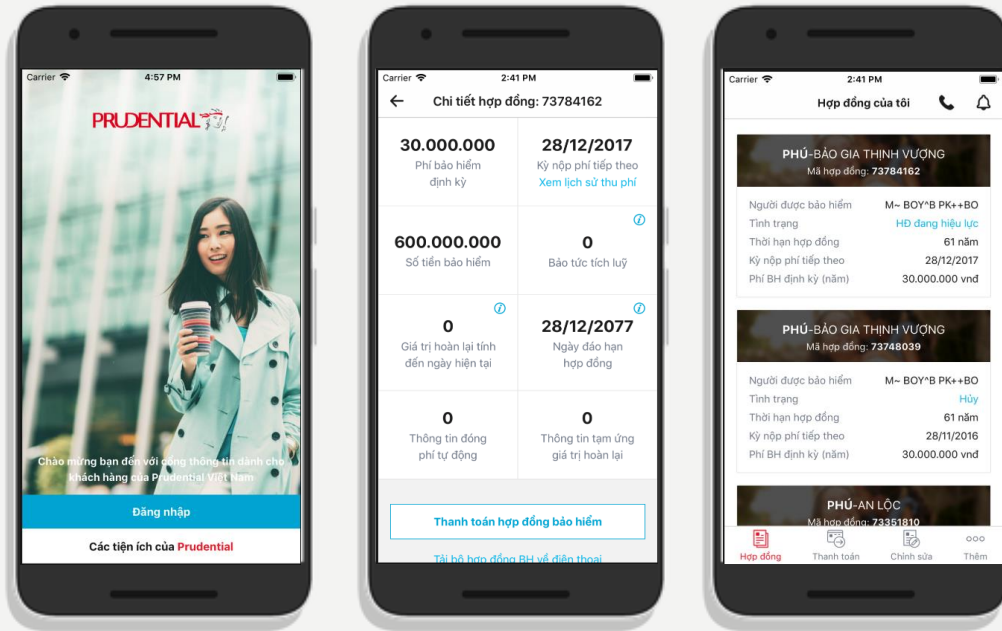 Carrier 4:57 PM
PRUDENTIAL
Chào mừng bạn đến với cổng thông tin dành cho
khách hàng của Prudential Việt Nam
Đăng nhập
Các tiện ích của Prudential
Carrier 2:41 PM
Chi tiết hợp đồng: 73784162
30.000.000
Phí bảo hiểm
định kỳ
28/12/2017
Kỳ nộp phí tiếp theo
Xem lịch sử thu phí
600.000.000
Số tiền bảo hiểm
0
Bảo tức tích luỹ
0
Giá trị hoàn lại tính
đến ngày hiện tại
28/12/2077
Ngày đáo hạn
hợp đồng
0
Thông tin đóng
phí tự động
0
Thông tin tạm ứng
giá trị hoàn lại
Thanh toán hợp đồng bảo hiểm
Tải bộ hợp đồng BH về điện thoại
Carrier 2:41 PM
Hợp đồng của tôi
PHÚ-BẢO GIA THỊNH VƯỢNG
Mã hợp đồng: 73784162
Người được bảo hiểm M~ BOY^B PK++BO
Tình trạng HĐ đang hiệu lực
Thời hạn hợp đồng 61 năm
Kỳ nộp phí tiếp theo 28/12/2017
Phí BH định kỳ (năm) 30.000.000 vnđ
PHÚ-BẢO GIA THỊNH VƯỢNG
Mã hợp đồng: 73748039
Người được bảo hiểm M~ BOY^B PK++BO
Tình trạng Hủy
Thời hạn hợp đồng 61 năm
Kỳ nộp phí tiếp theo 28/11/2016
Phí BH định kỳ (năm) 30.000.000 vnđ
PHÚ-AN LỘC
Mã hợp đồng: 73351810
Hợp đồng Thanh toán Chỉnh sửa Thêm